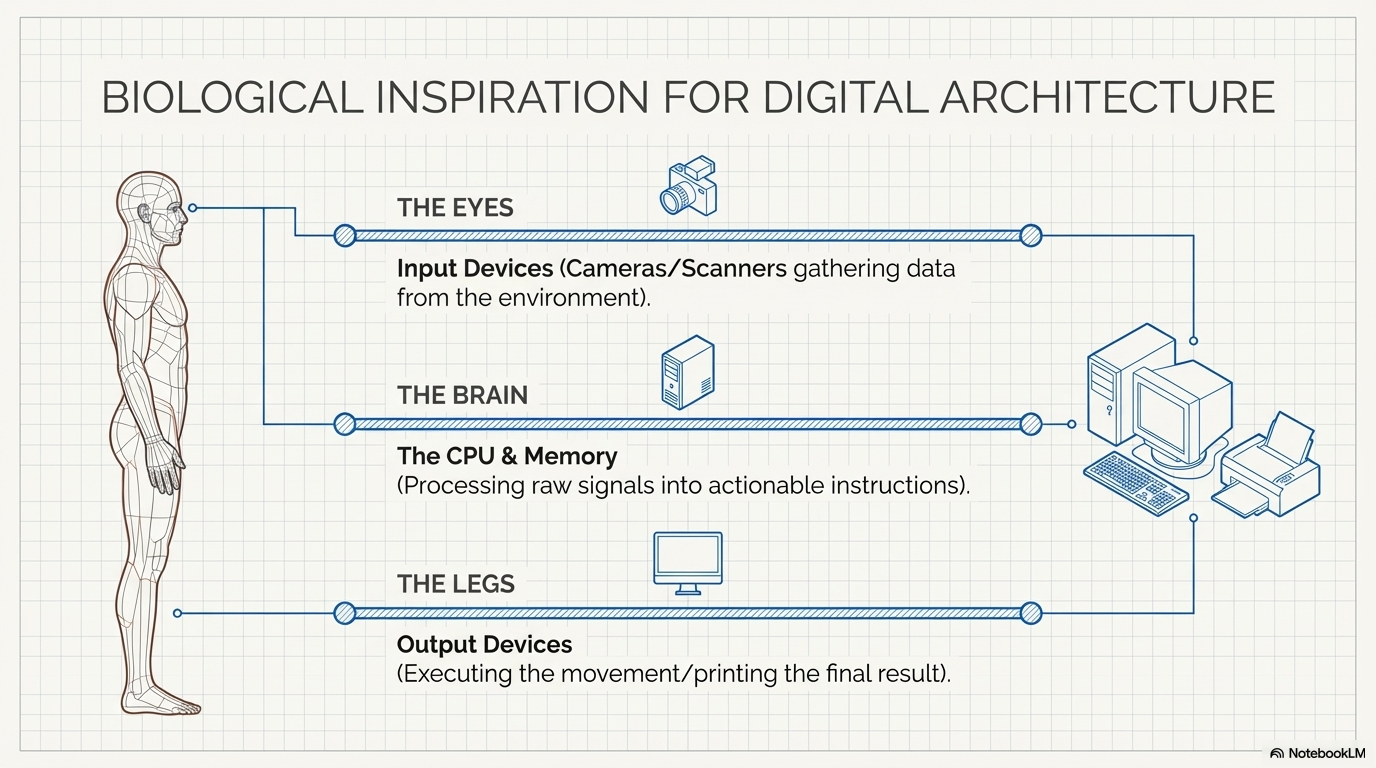 BIOLOGICAL INSPIRATION FOR DIGITAL ARCHITECTURE
THE EYES
Input Devices (Cameras/Scanners gathering data
from the environment).
THE BRAIN
The CPU & Memory
(Processing raw signals into actionable instructions).
THE LEGS
Output Devices
(Executing the movement/printing the final result).
NotebookLM